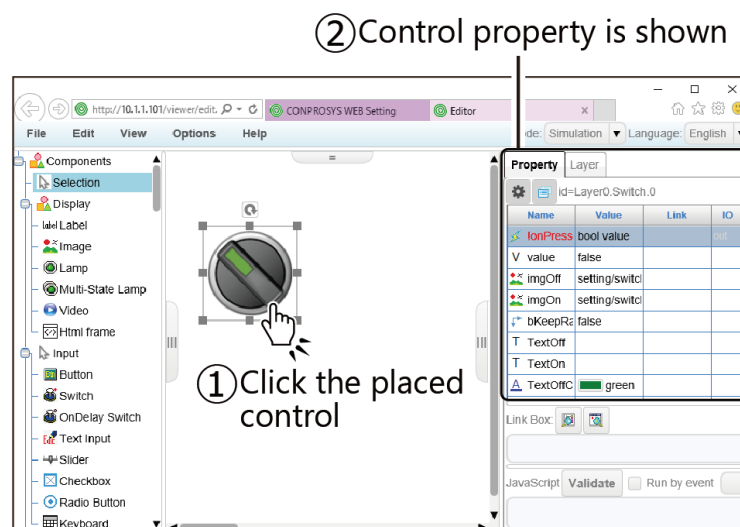 ②Control property is shown
http://10.1.1.101/viewer/edit.
CONPROSYS WEB Setting
Editor
File Edit View Options Help
de: Simulation Language: English
Components
Selection
Display
label Label
Image
Lamp
Multi-State Lamp
Video
Html frame
Input
Button
Switch
OnDelay Switch
Text Input
Slider
Checkbox
Radio Button
Keyboard
①Click the placed
control
Property Layer
id=Layer0.Switch.0
Name Value Link IO
IonPress bool value out
V value false
imgOff setting/switcl
imgOn setting/switcl
bKeepRa false
T TextOff
T TextOn
A TextOffC green
Link Box:
JavaScript Validate Run by event